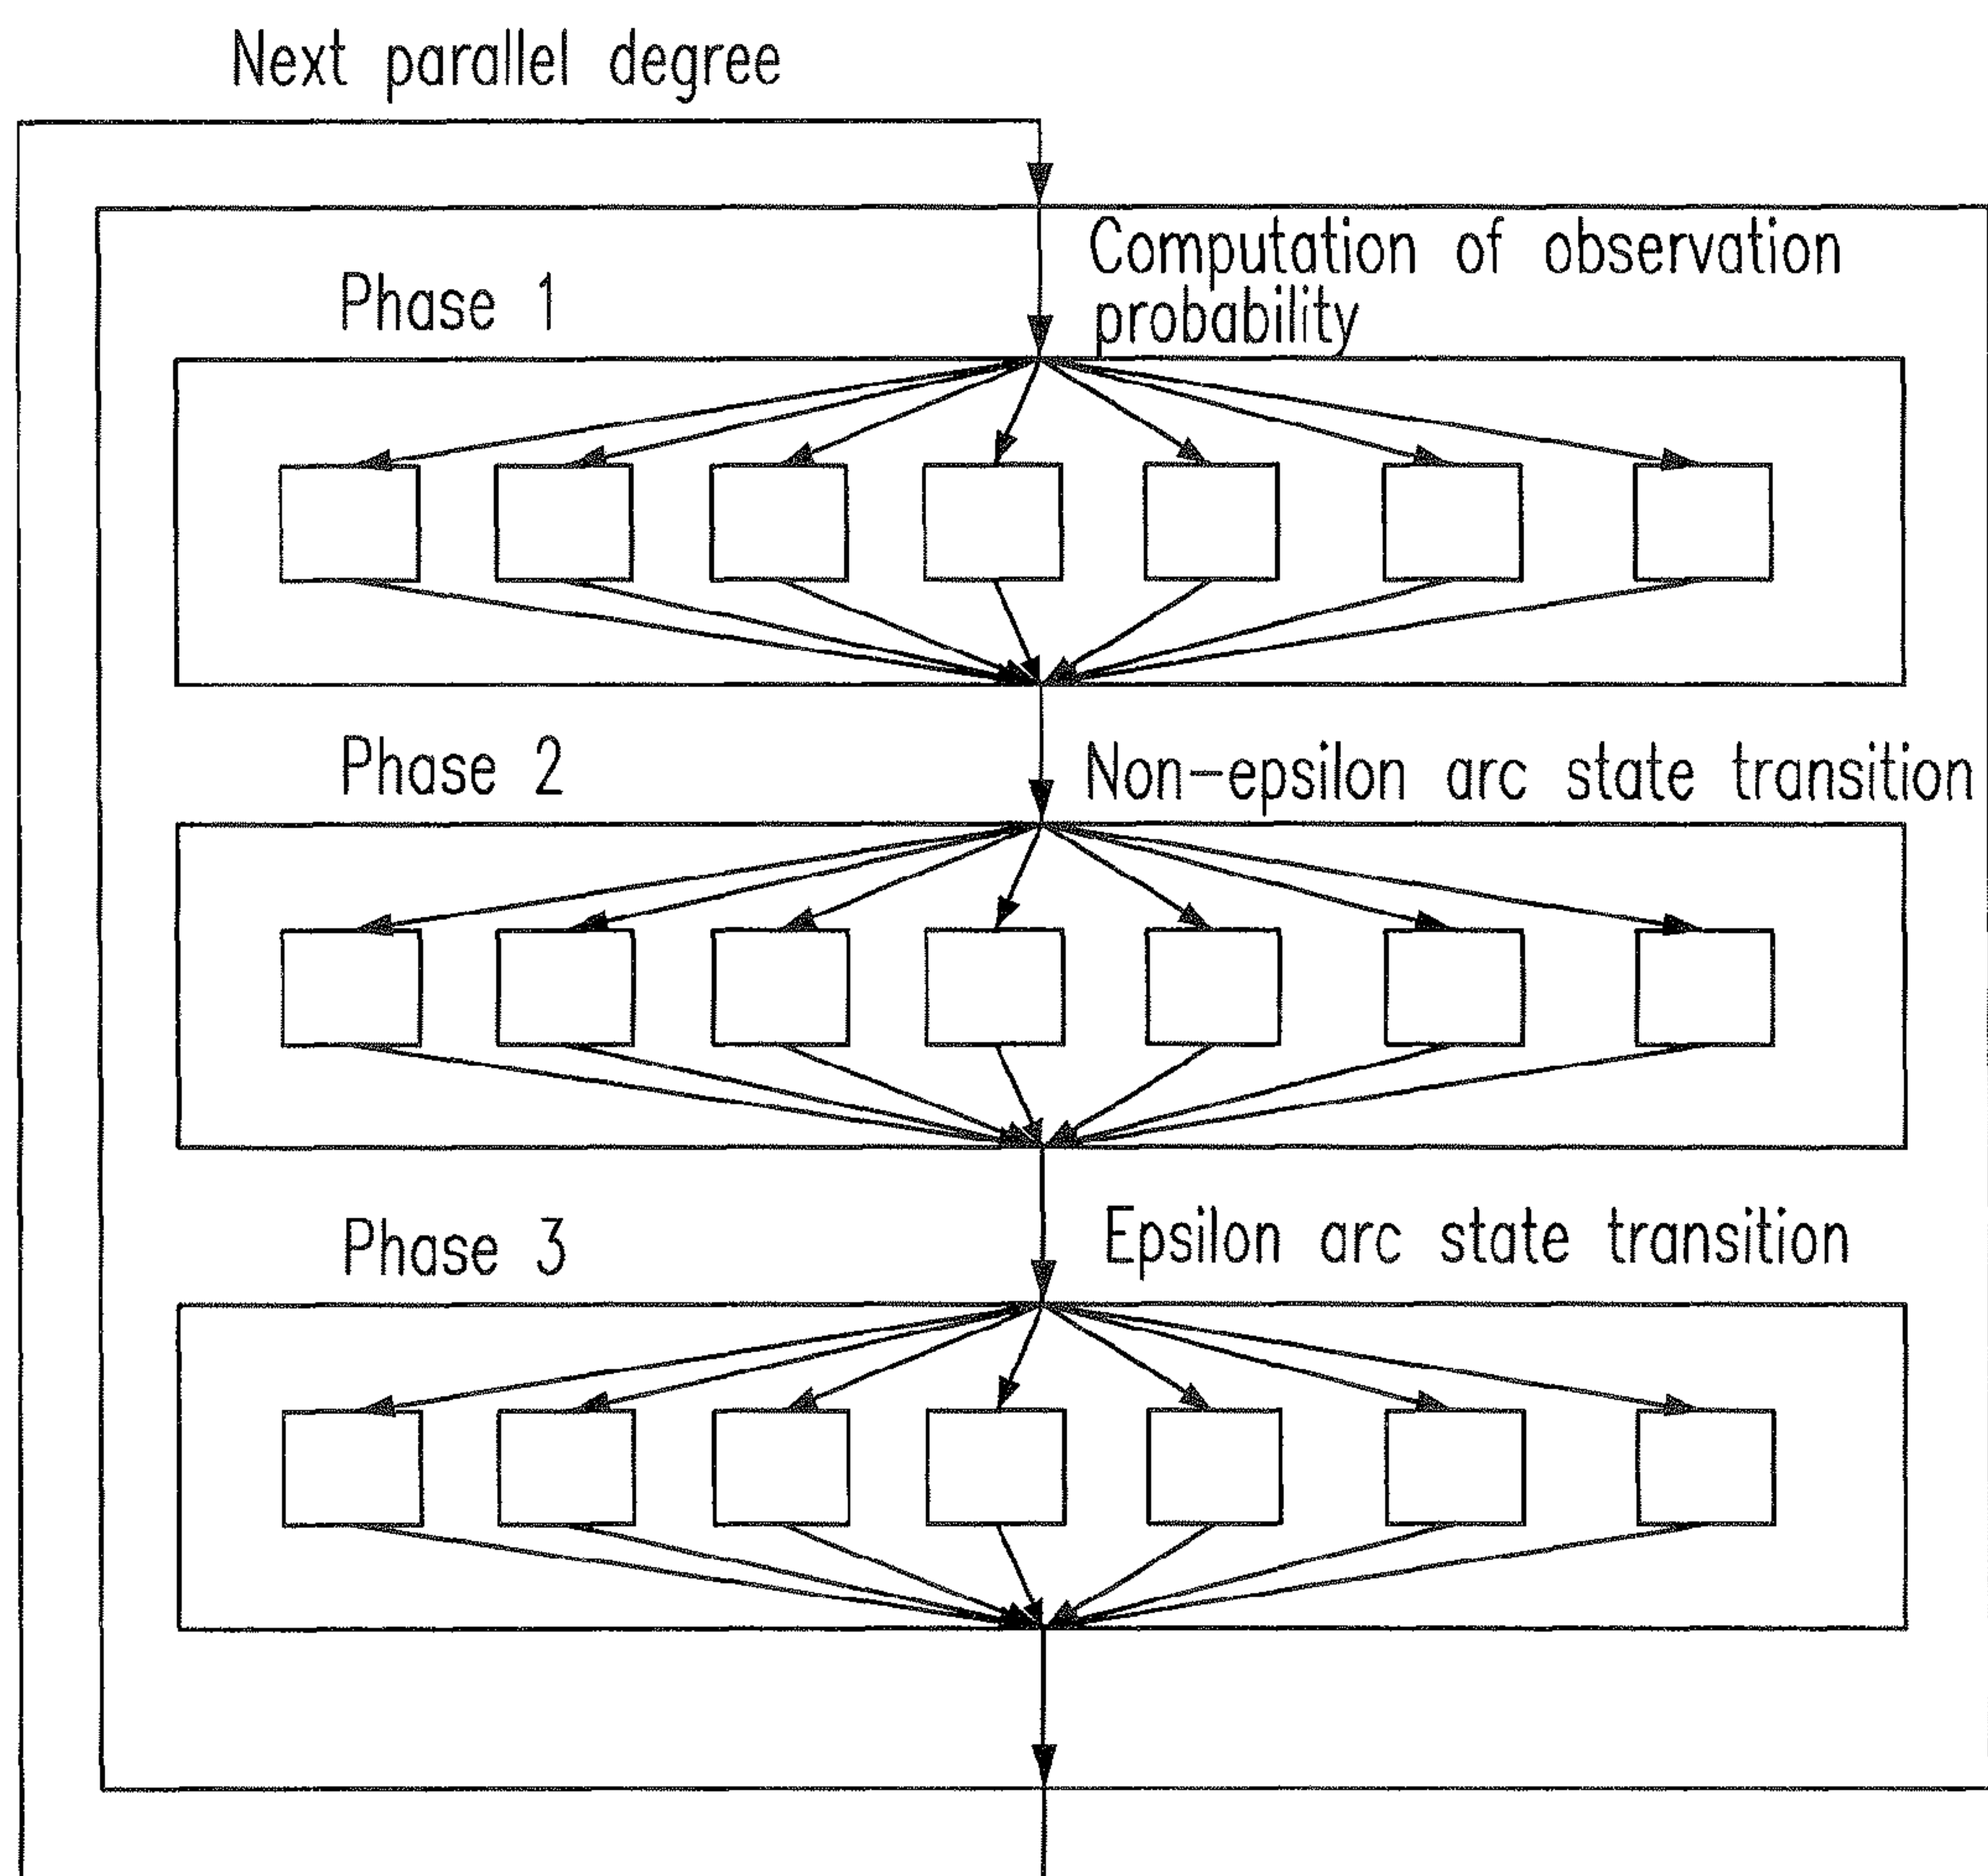 Next parallel degree
Computation of observation
probability
Phase 1
Phase 2
Non-epsilon arc state transition
Phase 3
Epsilon arc state transition